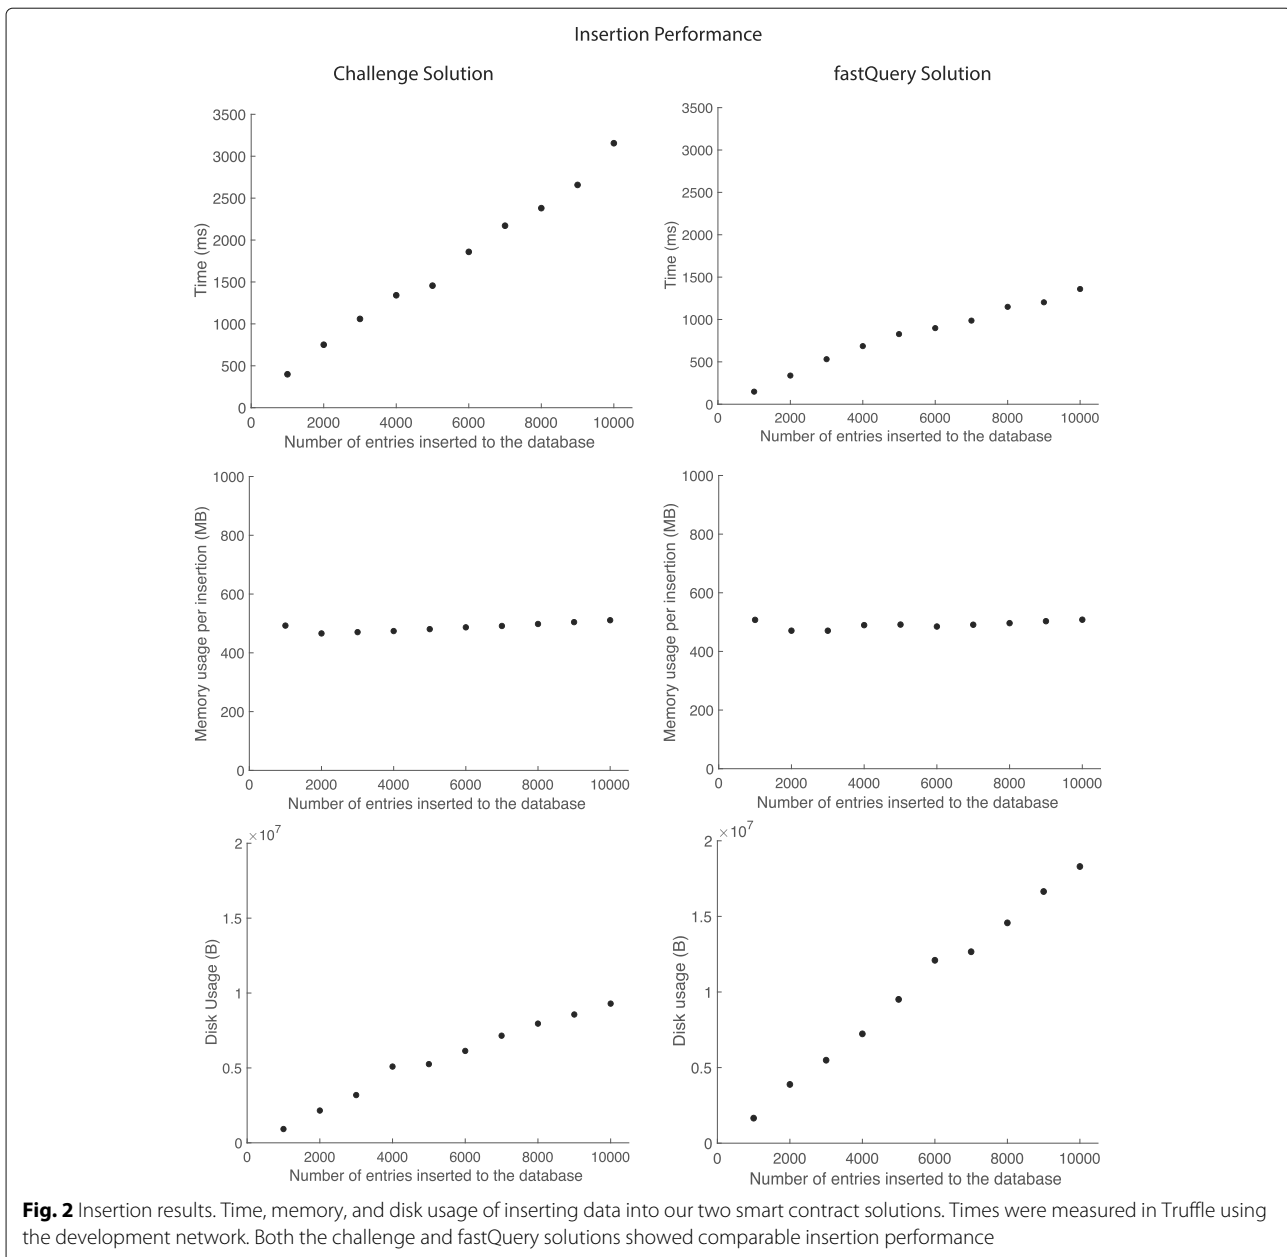 Insertion Performance
Challenge Solution
fastQuery Solution
3500
3000
2500
2000
1500
1000
500
0
Time (ms)
0 2000 4000 6000 8000 10000
Number of entries inserted to the database
3500
3000
2500
2000
1500
1000
500
0
Time (ms)
0 2000 4000 6000 8000 10000
Number of entries inserted to the database
1000
800
600
400
200
0
Memory usage per insertion (MB)
0 2000 4000 6000 8000 10000
Number of entries inserted to the database
1000
800
600
400
200
0
Memory usage per insertion (MB)
0 2000 4000 6000 8000 10000
Number of entries inserted to the database
×10⁷
2
1.5
1
0.5
0
Disk Usage (B)
0 2000 4000 6000 8000 10000
Number of entries inserted to the database
×10⁷
2
1.5
1
0.5
0
Disk usage (B)
0 2000 4000 6000 8000 10000
Number of entries inserted to the database
Fig. 2 Insertion results. Time, memory, and disk usage of inserting data into our two smart contract solutions. Times were measured in Truffle using
the development network. Both the challenge and fastQuery solutions showed comparable insertion performance